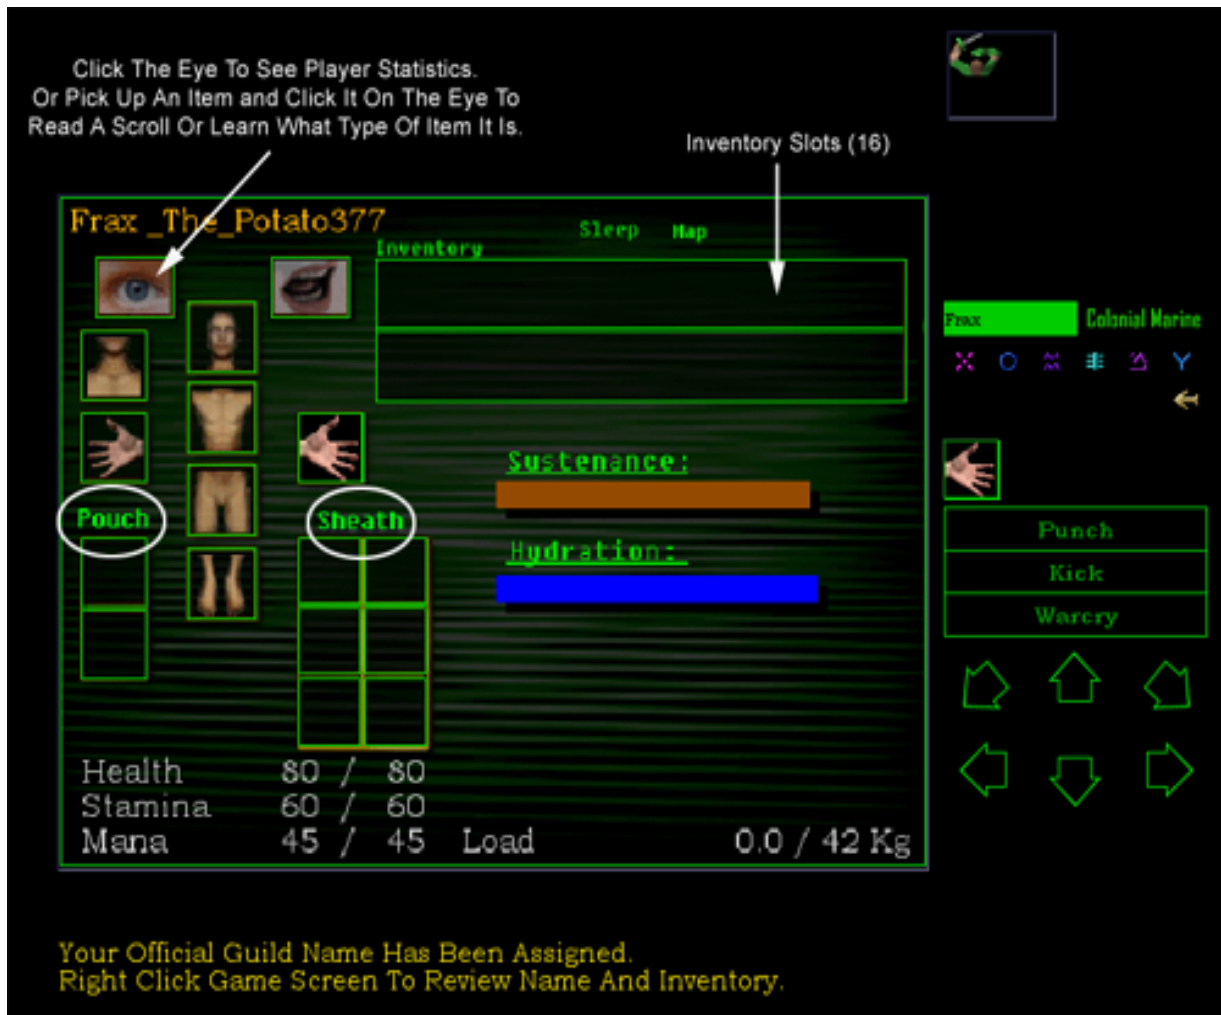 Click The Eye To See Player Statistics.
Or Pick Up An Item and Click It On The Eye To
Read A Scroll Or Learn What Type Of Item It Is.
Inventory Slots (16)
Frax _The_Potato377
Sleep Map
Inventory
Frax Colonial Marine
Sustenance:
Pouch Sheath
Hydration:
Punch
Kick
Warcry
Health 80 / 80
Stamina 60 / 60
Mana 45 / 45 Load 0.0 / 42 Kg
Your Official Guild Name Has Been Assigned.
Right Click Game Screen To Review Name And Inventory.